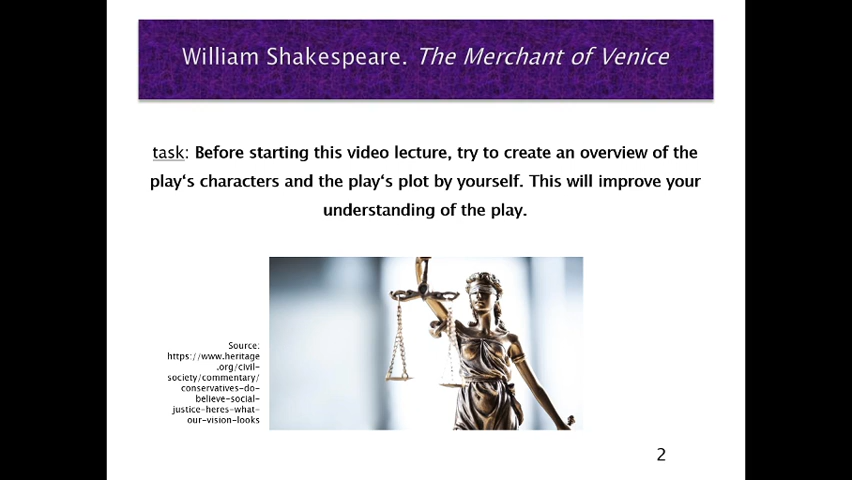 William Shakespeare. The Merchant of Venice
task: Before starting this video lecture, try to create an overview of the
play‘s characters and the play‘s plot by yourself. This will improve your
understanding of the play.
Source:
https://www.heritage
.org/civil-
society/commentary/
conservatives-do-
believe-social-
justice-heres-what-
our-vision-looks
2